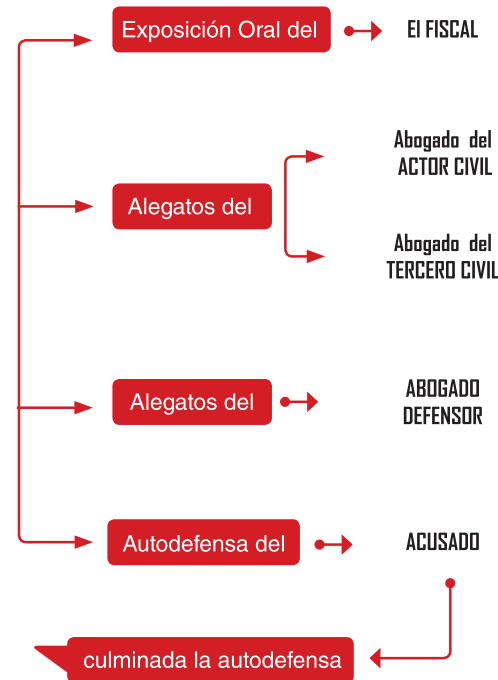 Exposición Oral del
El FISCAL
Abogado del
ACTOR CIVIL
Alegatos del
Abogado del
TERCERO CIVIL
Alegatos del
ABOGADO
DEFENSOR
Autodefensa del
ACUSADO
culminada la autodefensa